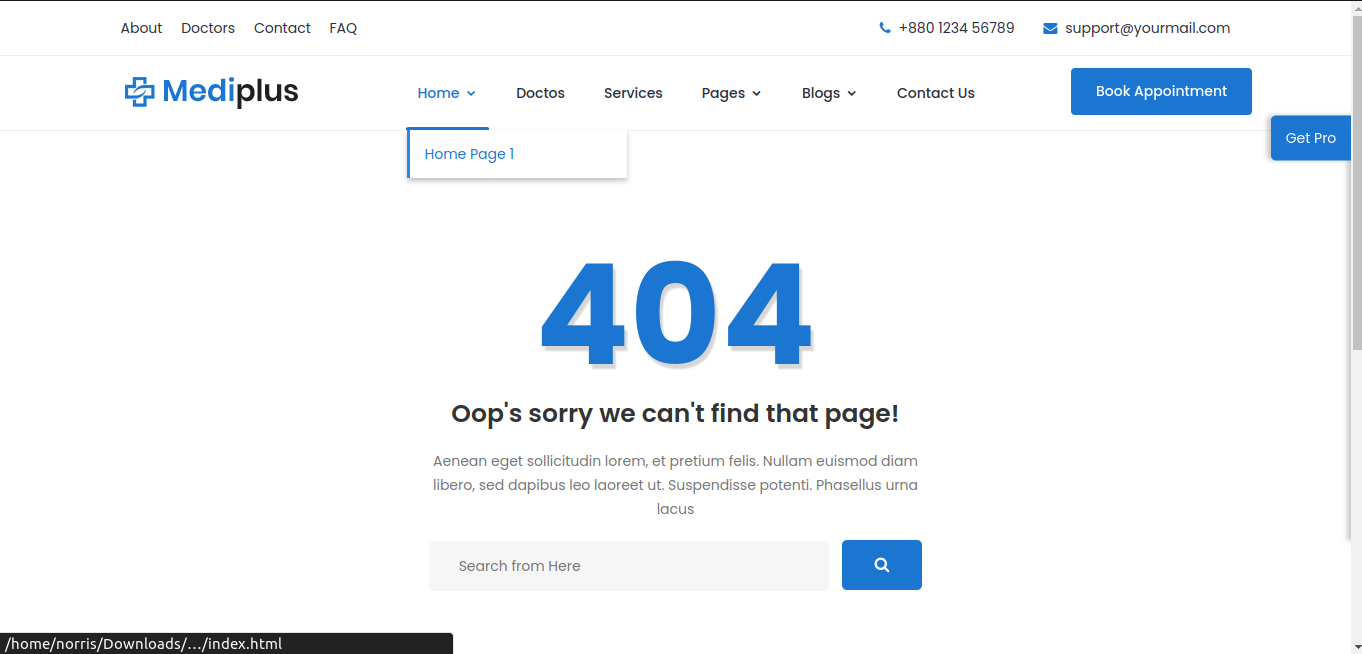 About Doctors Contact FAQ +880 1234 56789 support@yourmail.com
Mediplus Home Doctos Services Pages Blogs Contact Us Book Appointment
Get Pro
Home Page 1
404
Oop's sorry we can't find that page!
Aenean eget sollicitudin lorem, et pretium felis. Nullam euismod diam
libero, sed dapibus leo laoreet ut. Suspendisse potenti. Phasellus urna
lacus
Search from Here
/home/norris/Downloads/…/index.html